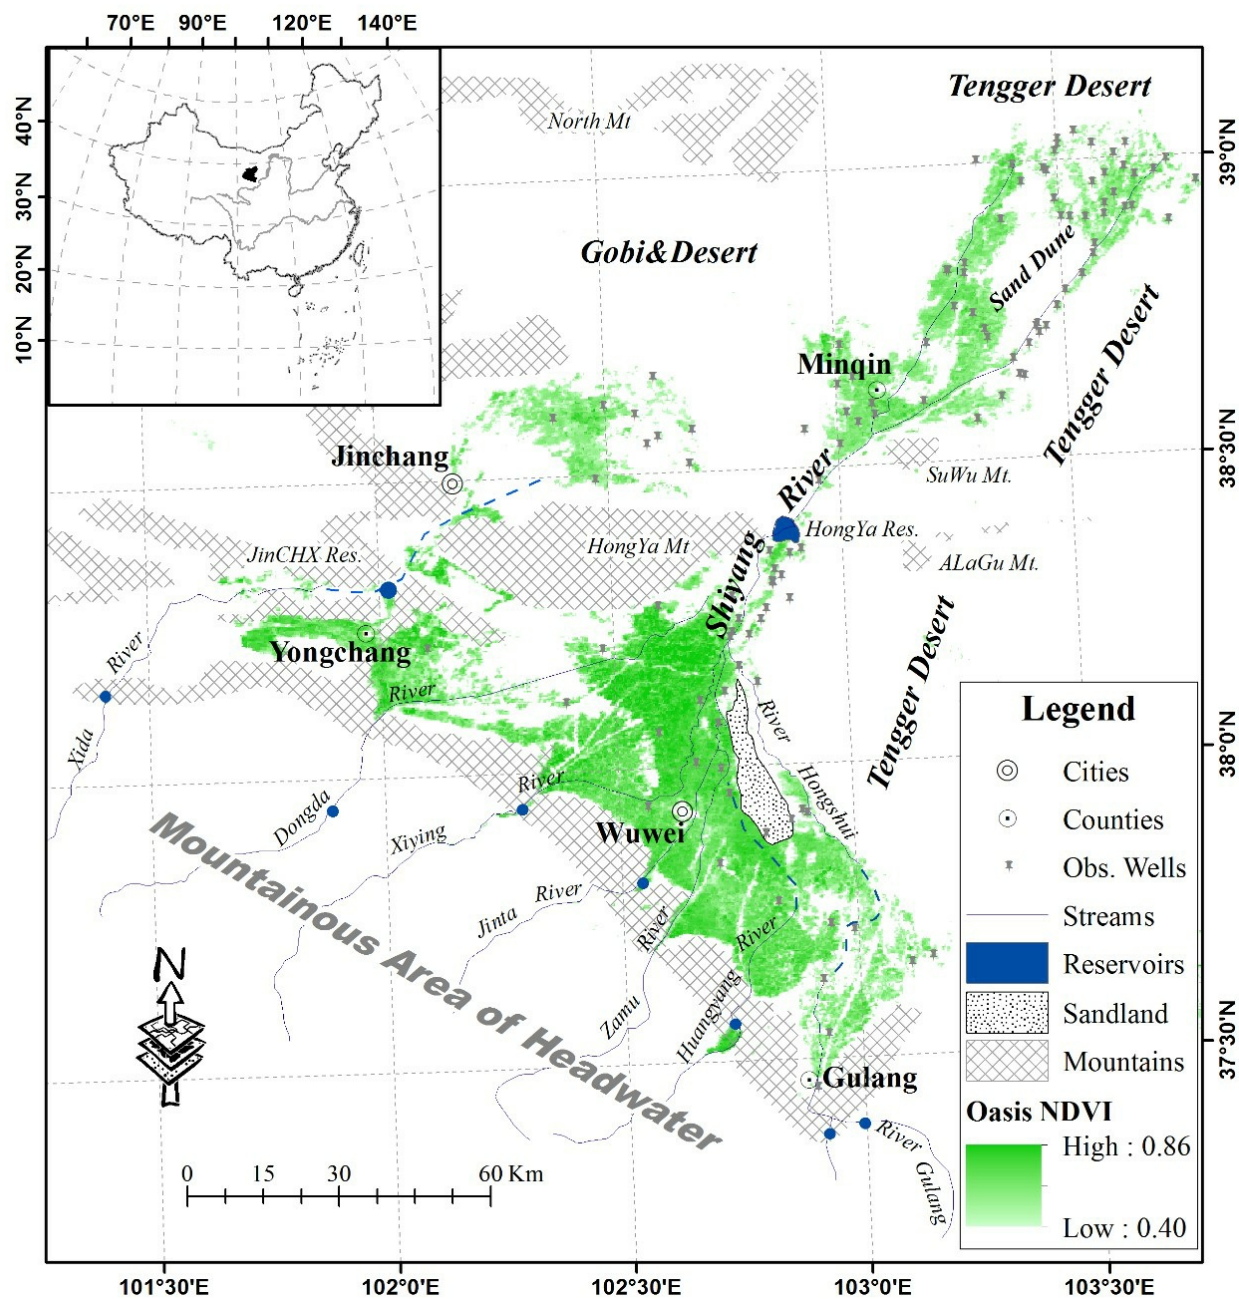 70°E 90°E 120°E 140°E
40°N
30°N
20°N
10°N
Tengger Desert
North Mt
39°0'N
Gobi&Desert
Sand Dune
Tengger Desert
Minqin
38°30'N
Jinchang
SuWu Mt.
River
HongYa Res.
JinCHX Res.
HongYa Mt
ALaGu Mt.
Shiyang
Yongchang
River
River
Tengger Desert
River
38°0'N
Xida
Hongshui
River
Dongda
Xiying
Wuwei
Mountainous Area of Headwater
River
Jinta
River
River
Huangyang
Zamu
N
37°30'N
Gulang
River
Gulang
0 15 30 60 Km
Legend
Cities
Counties
Obs. Wells
Streams
Reservoirs
Sandland
Mountains
Oasis NDVI
High : 0.86
Low : 0.40
101°30'E 102°0'E 102°30'E 103°0'E 103°30'E